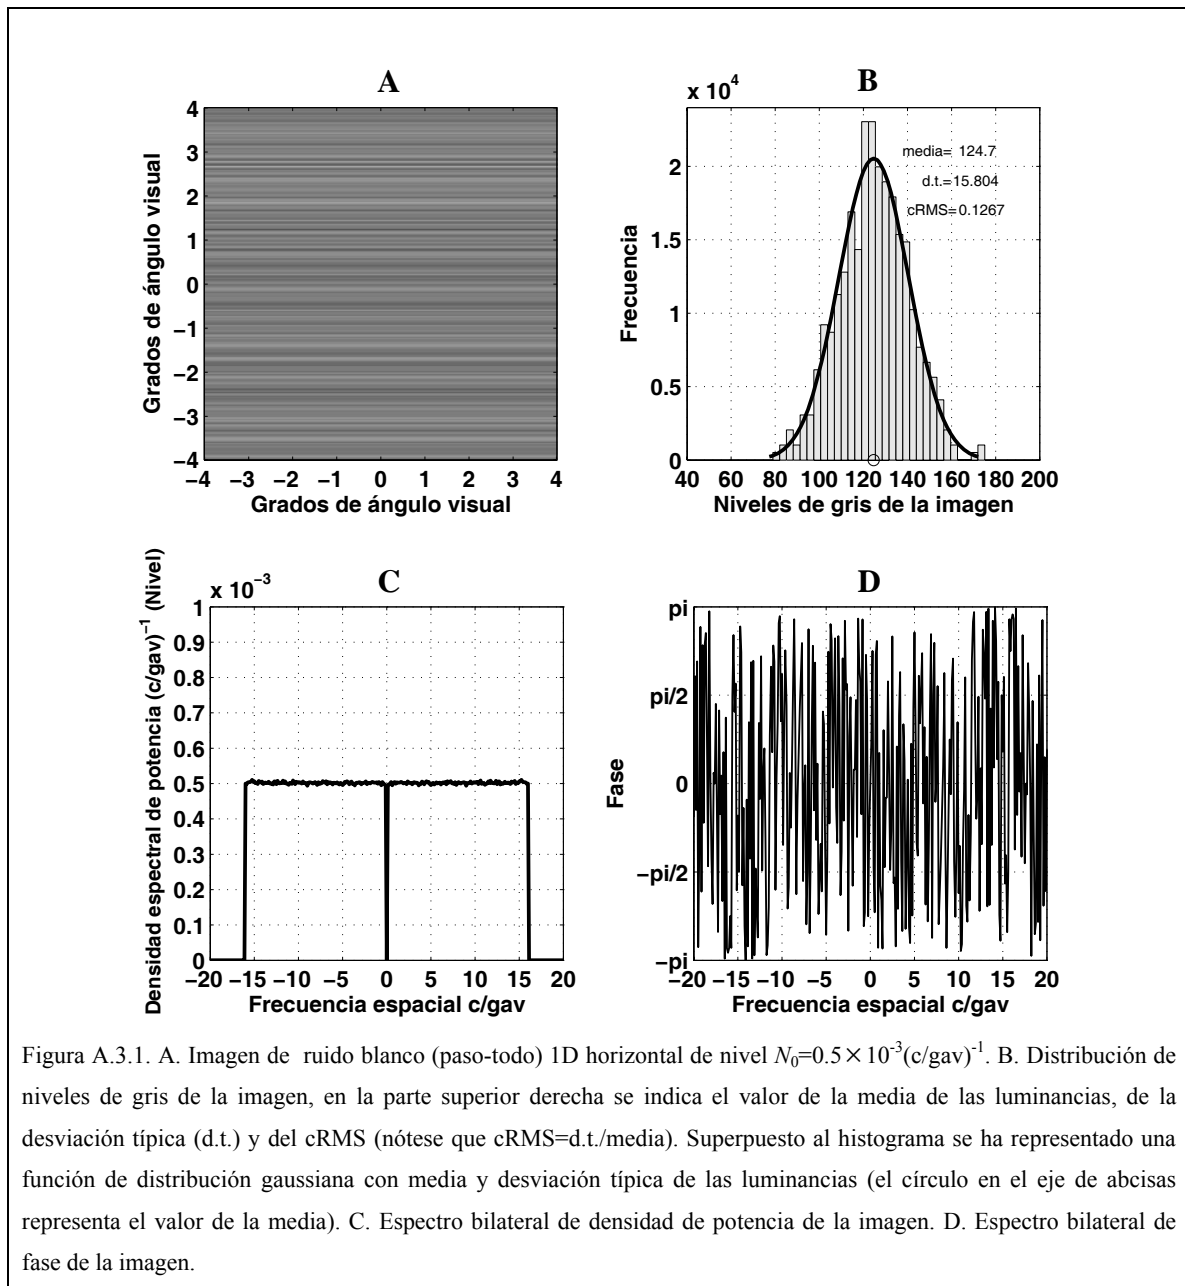 A
4
3
2
1
0
−1
−2
−3
−4
−4 −3 −2 −1 0 1 2 3 4
Grados de ángulo visual
Grados de ángulo visual
B
x 10⁴
2
1.5
1
0.5
0
40 60 80 100 120 140 160 180 200
Frecuencia
Niveles de gris de la imagen
media= 124.7
d.t.=15.804
cRMS=0.1267
C
x 10⁻³
1
0.9
0.8
0.7
0.6
0.5
0.4
0.3
0.2
0.1
0
−20 −15 −10 −5 0 5 10 15 20
Densidad espectral de potencia (c/gav)⁻¹ (Nivel)
Frecuencia espacial c/gav
D
pi
pi/2
0
−pi/2
−pi
−20 −15 −10 −5 0 5 10 15 20
Fase
Frecuencia espacial c/gav
Figura A.3.1. A. Imagen de ruido blanco (paso-todo) 1D horizontal de nivel N₀=0.5×10⁻³(c/gav)⁻¹. B. Distribución de
niveles de gris de la imagen, en la parte superior derecha se indica el valor de la media de las luminancias, de la
desviación típica (d.t.) y del cRMS (nótese que cRMS=d.t./media). Superpuesto al histograma se ha representado una
función de distribución gaussiana con media y desviación típica de las luminancias (el círculo en el eje de abcisas
representa el valor de la media). C. Espectro bilateral de densidad de potencia de la imagen. D. Espectro bilateral de
fase de la imagen.